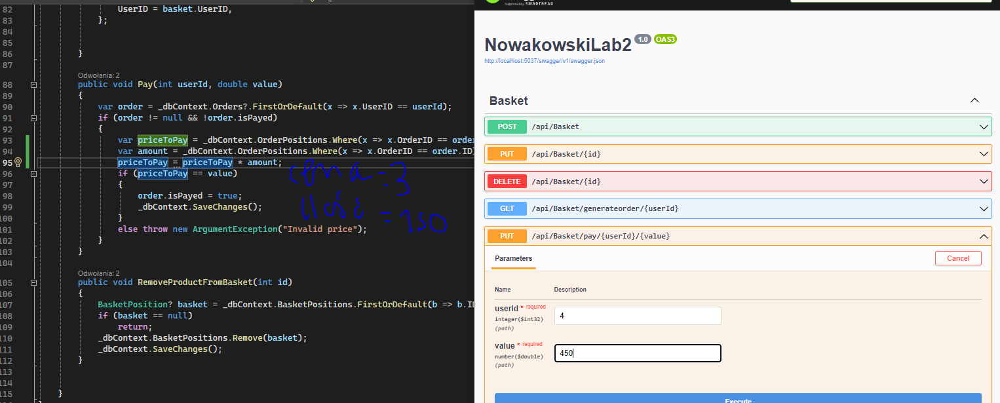 82 UserID = basket.UserID,
83 };
84
85
86 }
87
Odwołania: 2
88 public void Pay(int userId, double value)
89 {
90 var order = _dbContext.Orders?.FirstOrDefault(x => x.UserID == userId);
91 if (order != null && !order.isPayed)
92 {
93 var priceToPay = _dbContext.OrderPositions.Where(x => x.OrderID == order
94 var amount = _dbContext.OrderPositions.Where(x => x.OrderID == order.ID)
95 priceToPay = priceToPay * amount;
96 if (priceToPay == value)
97 {
98 order.isPayed = true;
99 _dbContext.SaveChanges();
100 }
101 else throw new ArgumentException("Invalid price");
102 }
103 }
104
Odwołania: 2
105 public void RemoveProductFromBasket(int id)
106 {
107 BasketPosition? basket = _dbContext.BasketPositions.FirstOrDefault(b => b.ID
108 if (basket == null)
109 return;
110 _dbContext.BasketPositions.Remove(basket);
111 _dbContext.SaveChanges();
112 }
113
114
115 }
cena = 3
Ilość = 150
Supported by SMARTBEAR
NowakowskiLab2 1.0 OAS3
http://localhost:5037/swagger/v1/swagger.json
Basket
POST /api/Basket
PUT /api/Basket/{id}
DELETE /api/Basket/{id}
GET /api/Basket/generateorder/{userId}
PUT /api/Basket/pay/{userId}/{value}
Parameters
Cancel
Name Description
userId * required
integer($int32)
(path)
4
value * required
number($double)
(path)
450
Execute